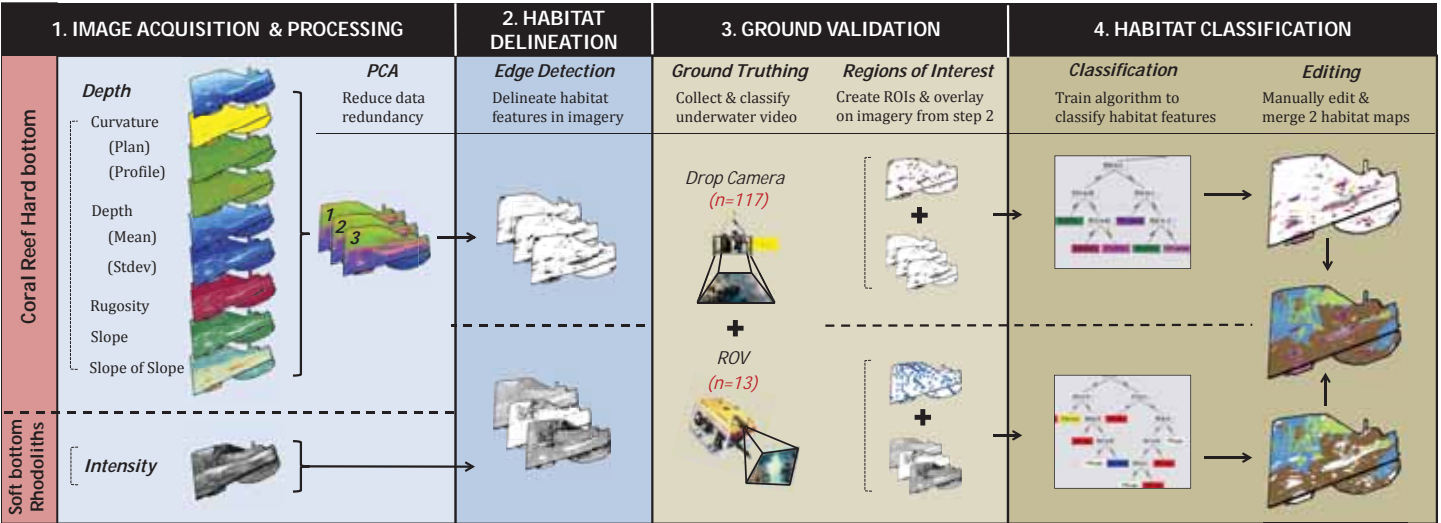 1. IMAGE ACQUISITION & PROCESSING
2. HABITAT
DELINEATION
3. GROUND VALIDATION
4. HABITAT CLASSIFICATION
Coral Reef Hard bottom
Soft bottom
Rhodoliths
Depth
Curvature
(Plan)
(Profile)
Depth
(Mean)
(Stdev)
Rugosity
Slope
Slope of Slope
Intensity
PCA
Reduce data
redundancy
1
2
3
Edge Detection
Delineate habitat
features in imagery
Ground Truthing
Collect & classify
underwater video
Drop Camera
(n=117)
+
ROV
(n=13)
Regions of Interest
Create ROIs & overlay
on imagery from step 2
+
+
Classification
Train algorithm to
classify habitat features
Editing
Manually edit &
merge 2 habitat maps